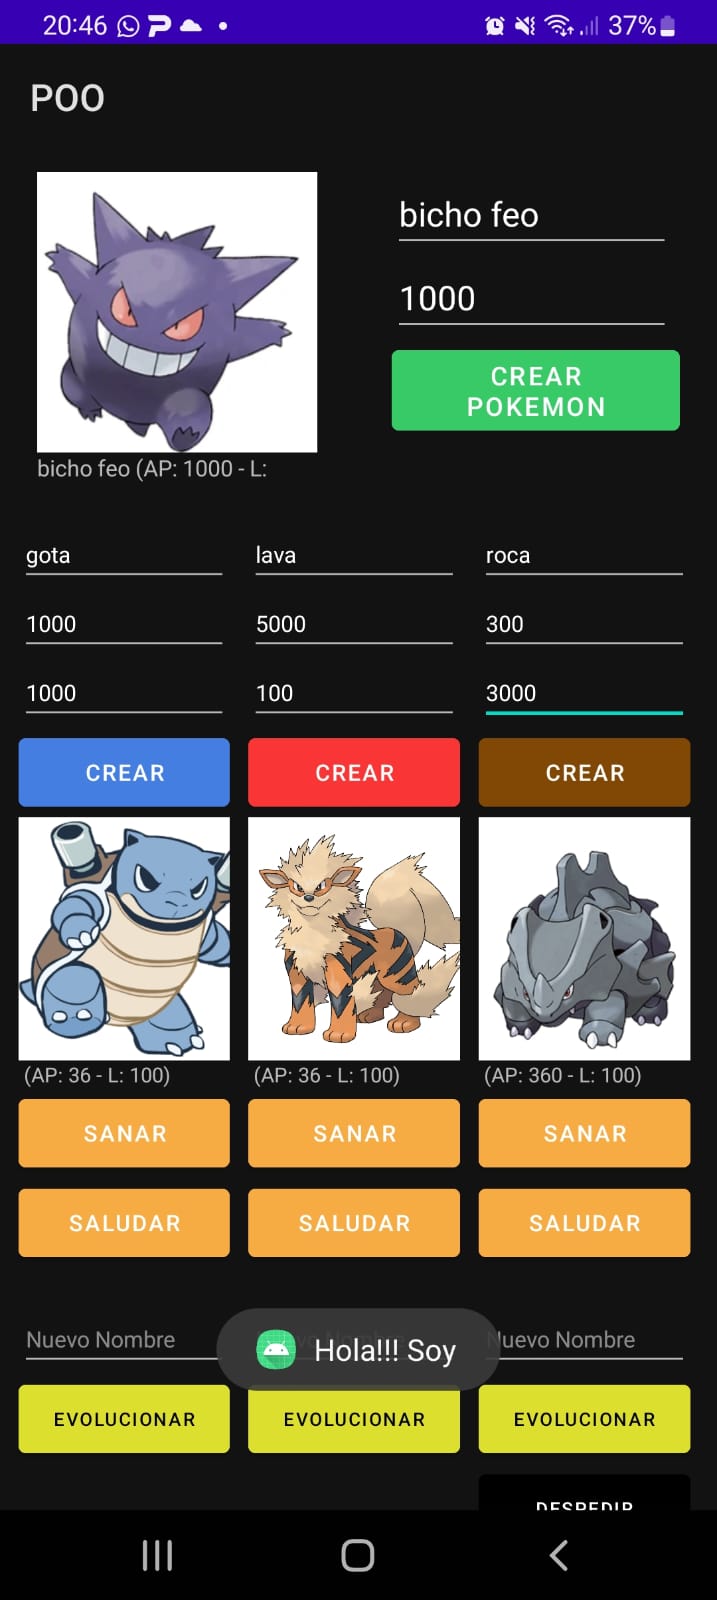 20:46
37%
POO
bicho feo
1000
CREAR
POKEMON
bicho feo (AP: 1000 - L:
gota lava roca
1000 5000 300
1000 100 3000
CREAR CREAR CREAR
(AP: 36 - L: 100) (AP: 36 - L: 100) (AP: 360 - L: 100)
SANAR SANAR SANAR
SALUDAR SALUDAR SALUDAR
Nuevo Nombre Nuevo Nombre
Hola!!! Soy
EVOLUCIONAR EVOLUCIONAR EVOLUCIONAR
DESPEDIR